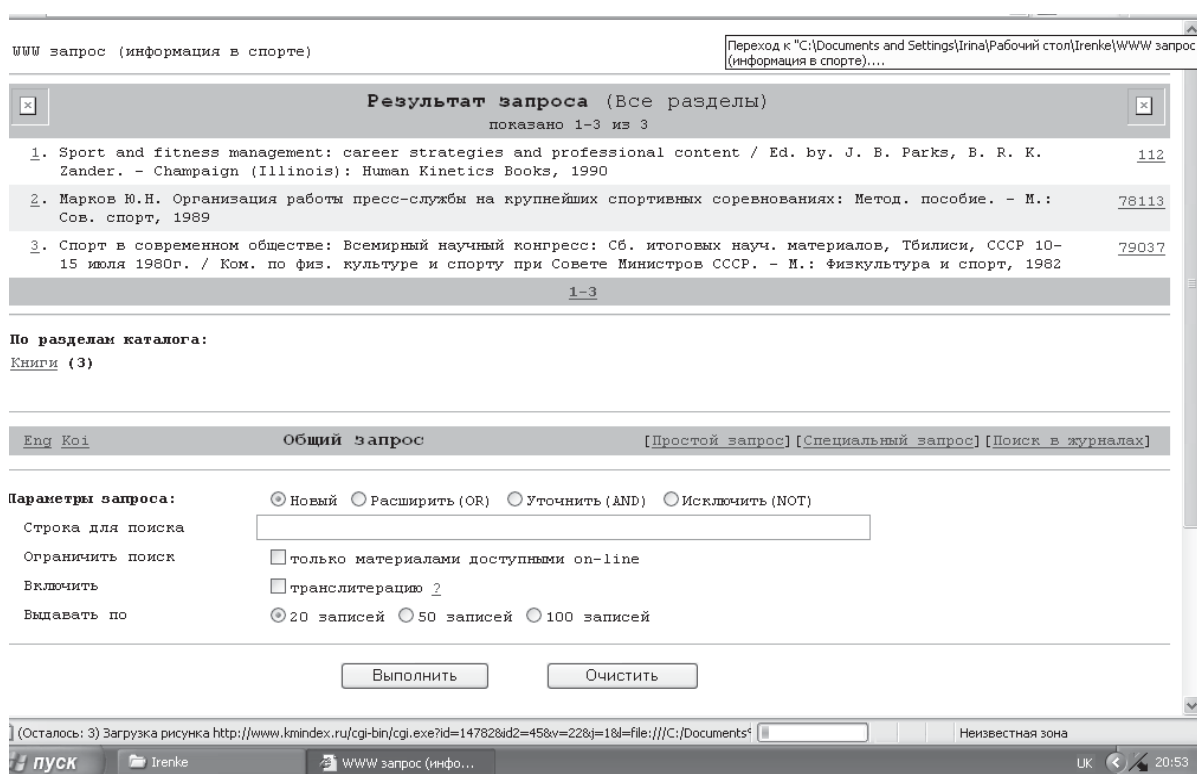 WWW запрос (информация в спорте)
Переход к "C:\Documents and Settings\Irina\Рабочий стол\Irenke\WWW запрос
(информация в спорте)....
Результат запроса (Все разделы)
показано 1-3 из 3
1. Sport and fitness management: career strategies and professional content / Ed. by. J. B. Parks, B. R. K. 112
Zander. - Champaign (Illinois): Human Kinetics Books, 1990
2. Марков Ю.Н. Организация работы пресс-службы на крупнейших спортивных соревнованиях: Метод. пособие. - М.: 78113
Сов. спорт, 1989
3. Спорт в современном обществе: Всемирный научный конгресс: Сб. итоговых науч. материалов, Тбилиси, СССР 10- 79037
15 июля 1980г. / Ком. по физ. культуре и спорту при Совете Министров СССР. - М.: Физкультура и спорт, 1982
1-3
По разделам каталога:
Книги (3)
Eng Koi Общий запрос [Простой запрос] [Специальный запрос] [Поиск в журналах]
Параметры запроса: Новый Расширить (OR) Уточнить (AND) Исключить (NOT)
Строка для поиска
Ограничить поиск только материалами доступными on-line
Включить транслитерацию ?
Выдавать по 20 записей 50 записей 100 записей
Выполнить Очистить
(Осталось: 3) Загрузка рисунка http://www.kmindex.ru/cgi-bin/cgi.exe?id=14782&id2=45&v=22&j=1&l=file:///C:/Documents Неизвестная зона
пуск Irenke WWW запрос (инфо... UK 20:53